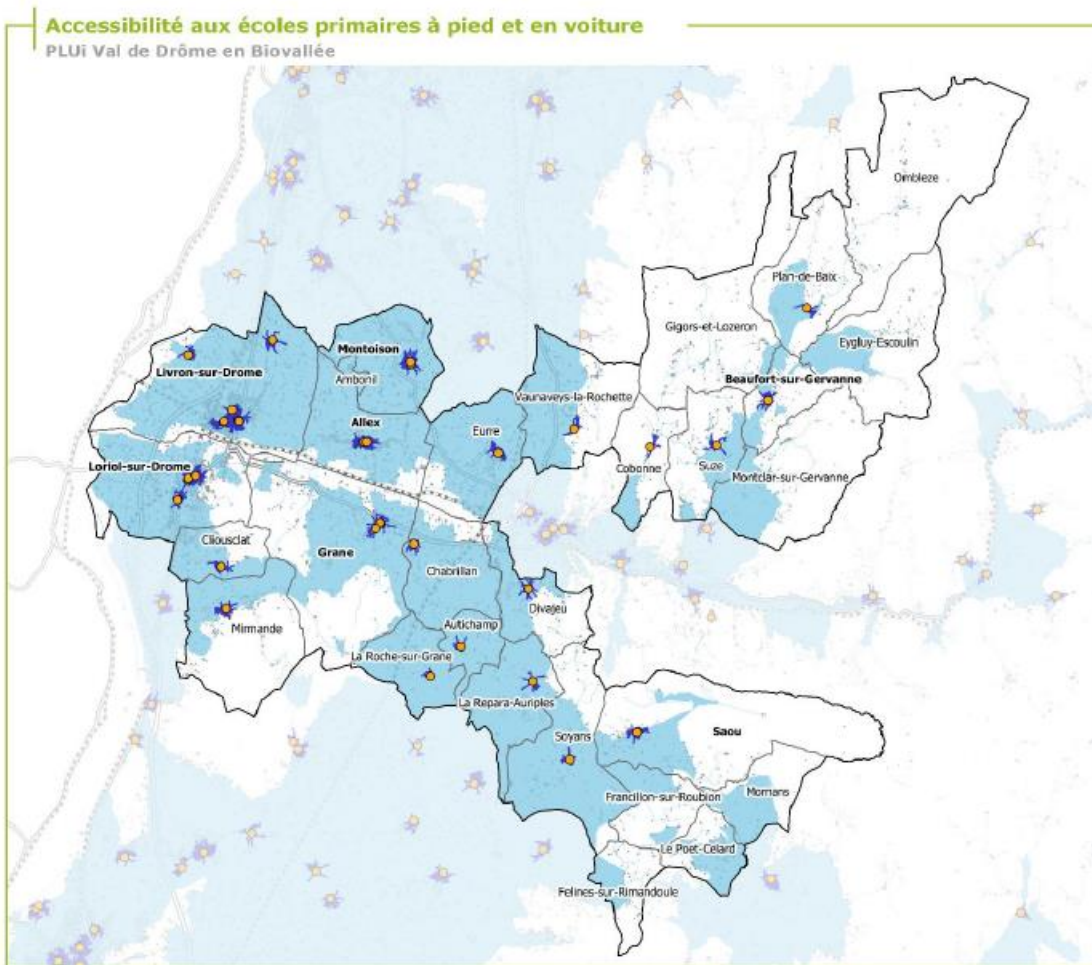 Accessibilité aux écoles primaires à pied et en voiture
PLUi Val de Drôme en Biovallée
Ombleze
Plan-de-Baix
Gigors-et-Lozeron
Eygluy-Escoulin
Montoison
Livron-sur-Drome
Ambonil
Beaufort-sur-Gervanne
Vaunaveys-la-Rochette
Allex
Eurre
Loriol-sur-Drome
Cobonne
Suze
Montclar-sur-Gervanne
Cliousclat
Grane
Chabrillan
Divajeu
Mirmande
Autichamp
La Roche-sur-Grane
La Repara-Auriples
Soyans
Saou
Francillon-sur-Roubion
Mornans
Le Poet-Celard
Felines-sur-Rimandoule